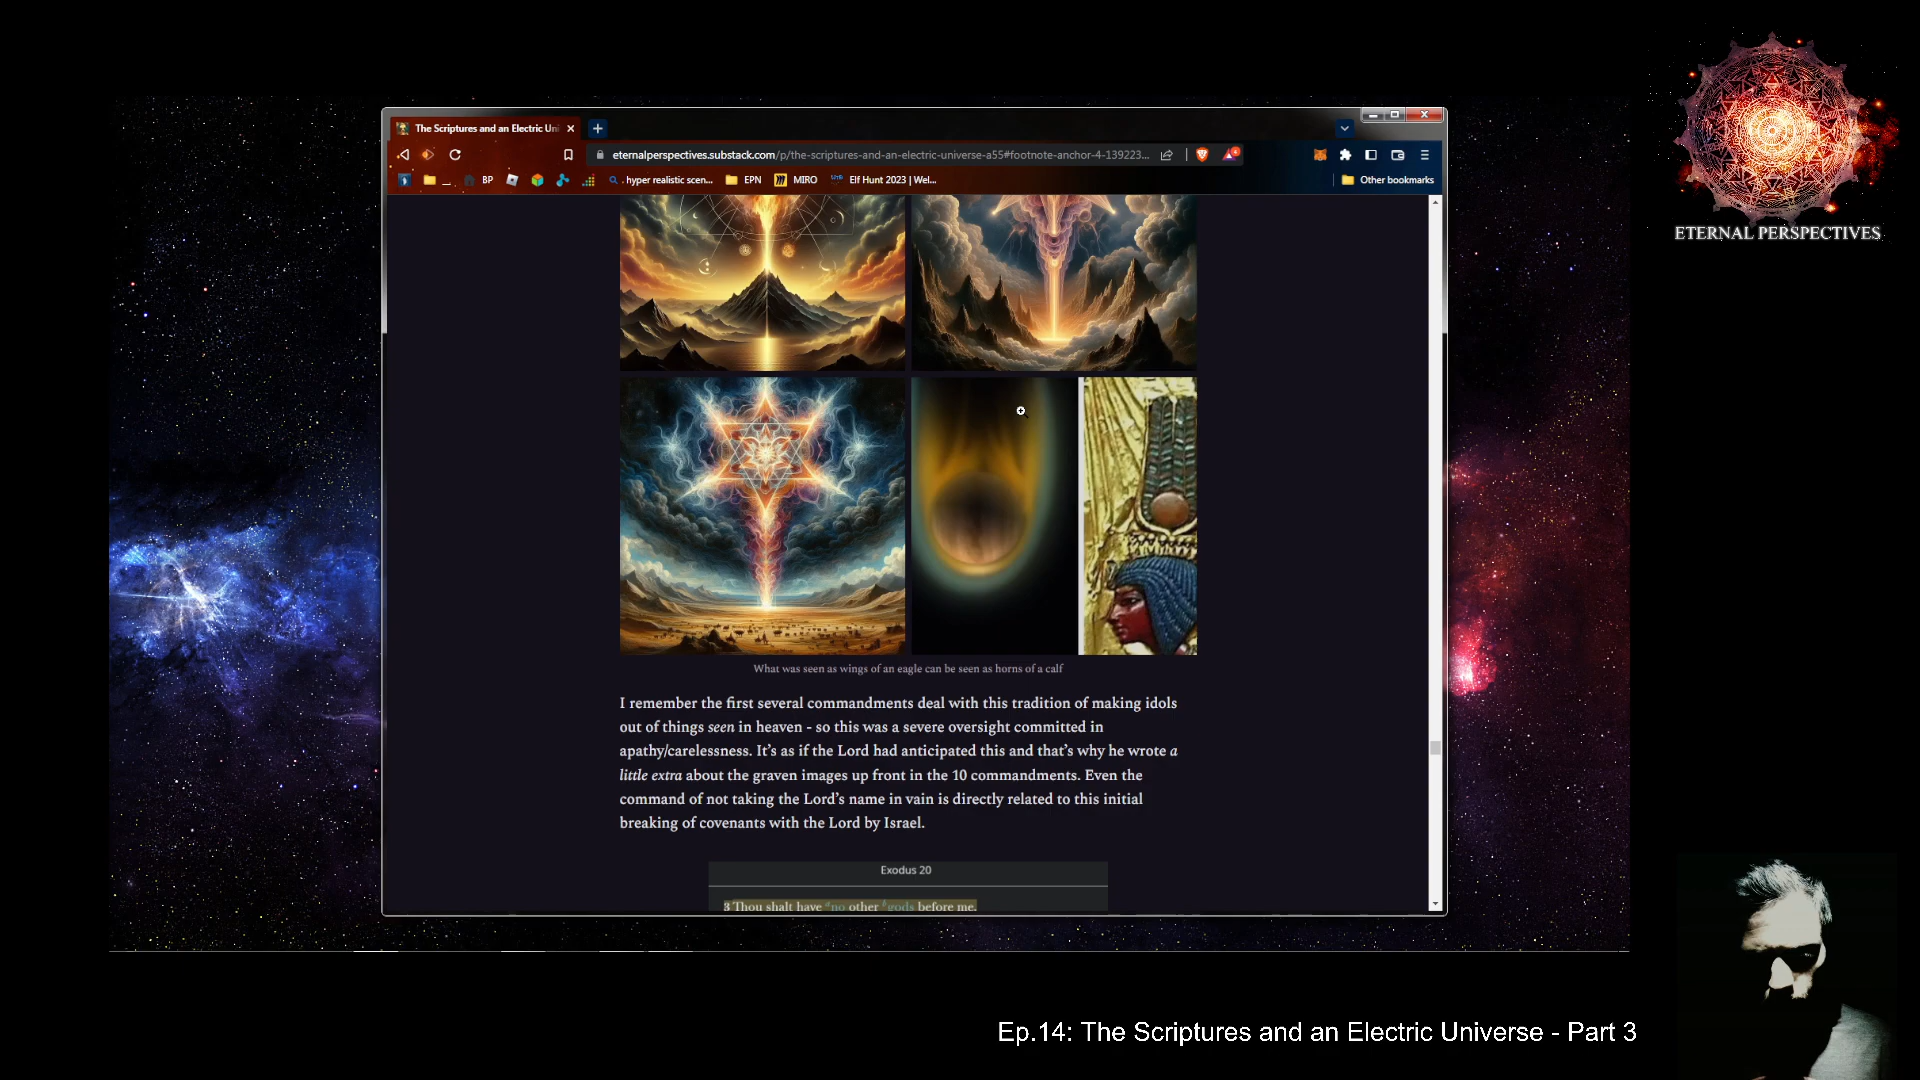 The Scriptures and an Electric Uni
eternalperspectives.substack.com/p/the-scriptures-and-an-electric-universe-a55#footnote-anchor-4-139223...
BP
. hyper realistic scen...
EPN
MIRO
Elf Hunt 2023 | Wel...
Other bookmarks
ETERNAL PERSPECTIVES
What was seen as wings of an eagle can be seen as horns of a calf
I remember the first several commandments deal with this tradition of making idols
out of things seen in heaven - so this was a severe oversight committed in
apathy/carelessness. It's as if the Lord had anticipated this and that's why he wrote a
little extra about the graven images up front in the 10 commandments. Even the
command of not taking the Lord's name in vain is directly related to this initial
breaking of covenants with the Lord by Israel.
Exodus 20
3 Thou shalt have a no other b gods before me.
Ep.14: The Scriptures and an Electric Universe - Part 3